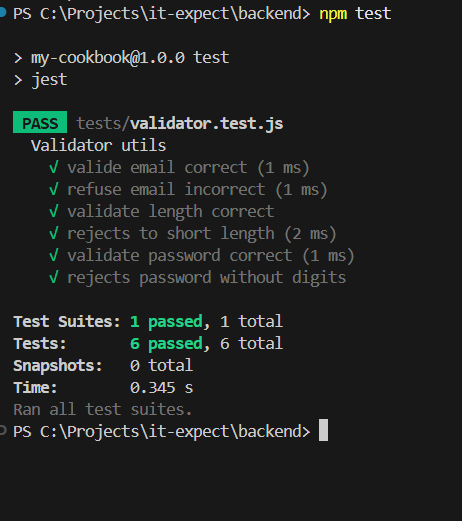 PS C:\Projects\it-expect\backend> npm test
> my-cookbook@1.0.0 test
> jest
PASS tests/validator.test.js
Validator utils
√ valide email correct (1 ms)
√ refuse email incorrect (1 ms)
√ validate length correct
√ rejects to short length (2 ms)
√ validate password correct (1 ms)
√ rejects password without digits
Test Suites: 1 passed, 1 total
Tests: 6 passed, 6 total
Snapshots: 0 total
Time: 0.345 s
Ran all test suites.
PS C:\Projects\it-expect\backend>